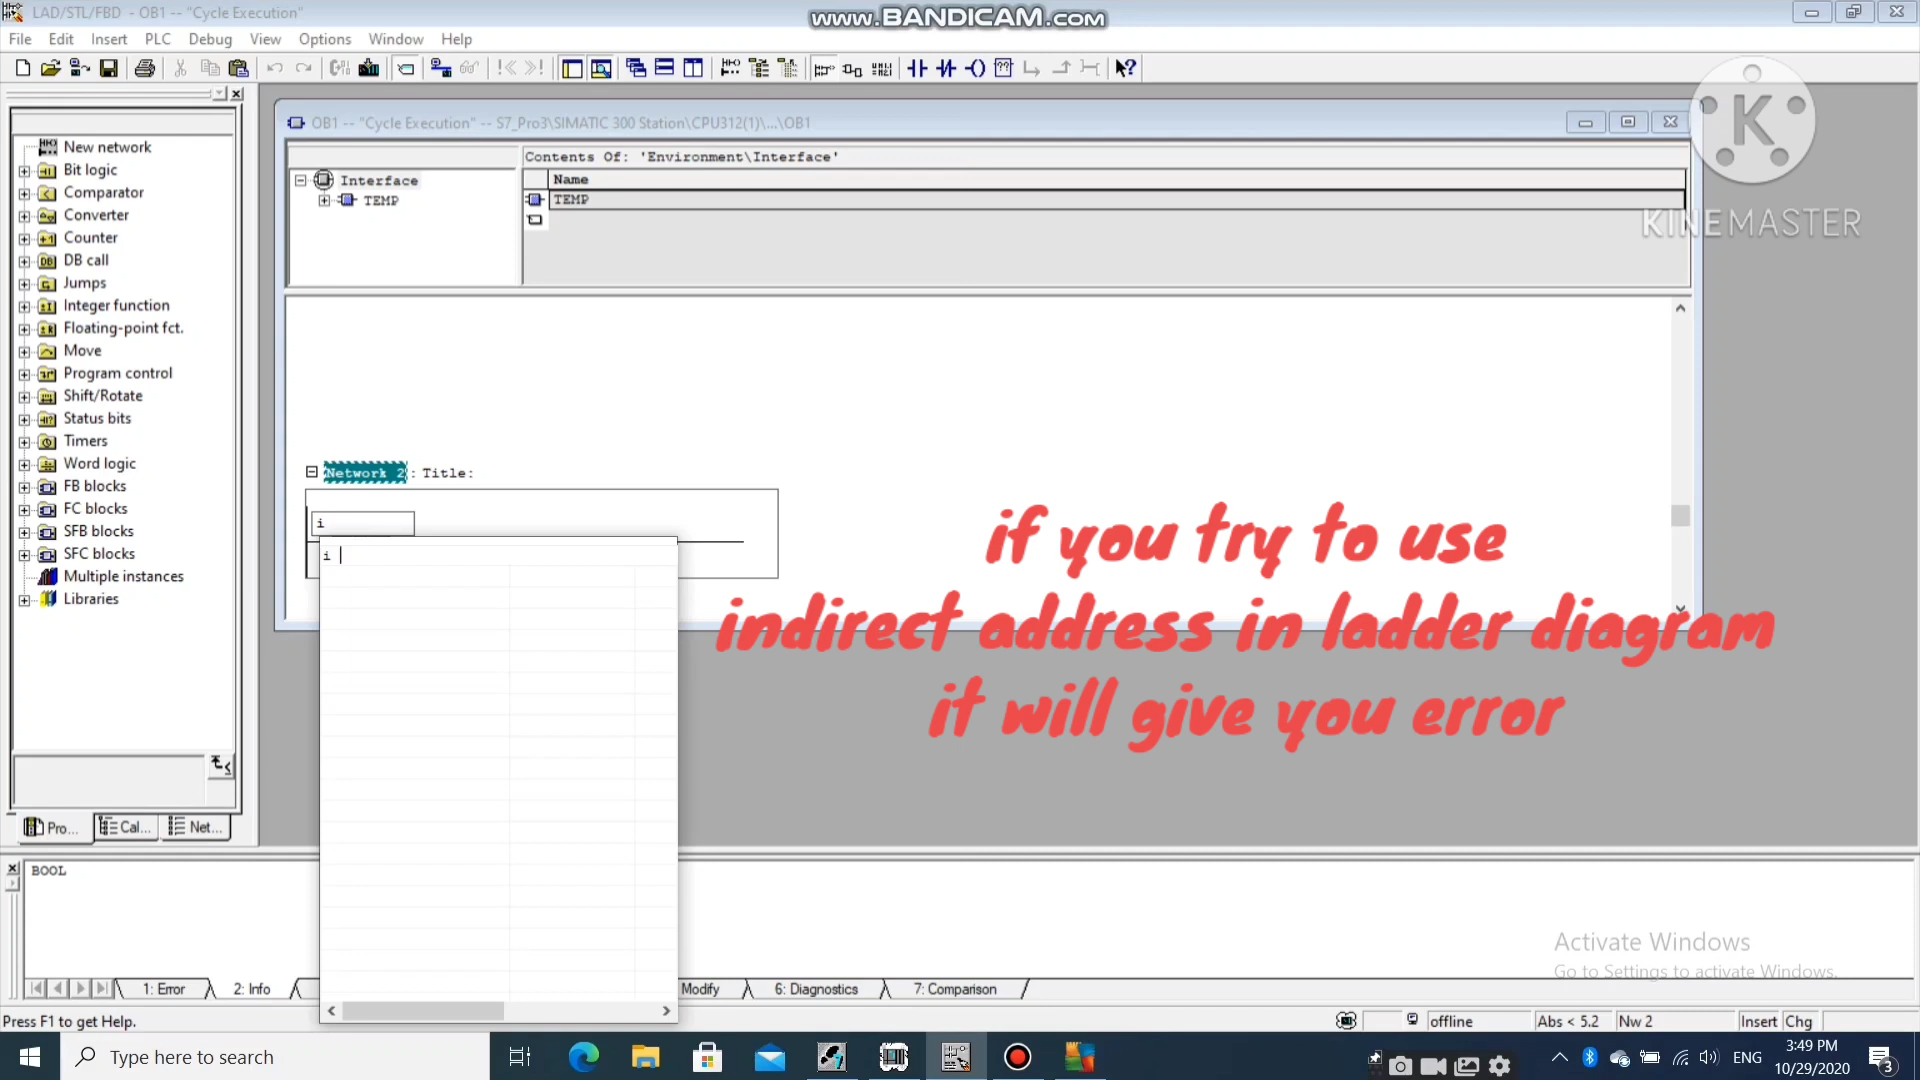 LAD/STL/FBD - OB1 -- "Cycle Execution"
www.BANDICAM.com
File Edit Insert PLC Debug View Options Window Help
OB1 -- "Cycle Execution" -- S7_Pro3\SIMATIC 300 Station\CPU312(1)\...\OB1
K
KINEMASTER
New network
Bit logic
Comparator
Converter
Counter
DB call
Jumps
Integer function
Floating-point fct.
Move
Program control
Shift/Rotate
Status bits
Timers
Word logic
FB blocks
FC blocks
SFB blocks
SFC blocks
Multiple instances
Libraries
Pro... Cal... Net...
Interface
TEMP
Contents Of: 'Environment\Interface'
Name
TEMP
Network 2 : Title:
i
i
if you try to use
indirect address in ladder diagram
it will give you error
BOOL
Activate Windows
Go to Settings to activate Windows.
1: Error 2: Info Modify 6: Diagnostics 7: Comparison
Press F1 to get Help. offline Abs < 5.2 Nw 2 Insert Chg
Type here to search
ENG
3:49 PM
10/29/2020
3